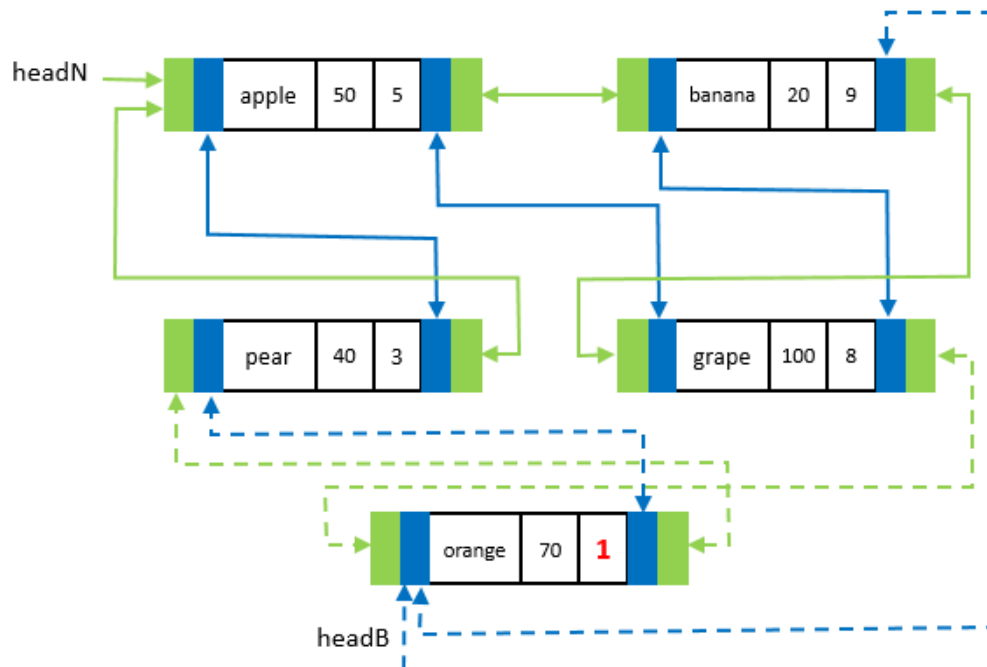 headN
apple 50 5
banana 20 9
pear 40 3
grape 100 8
orange 70 1
headB